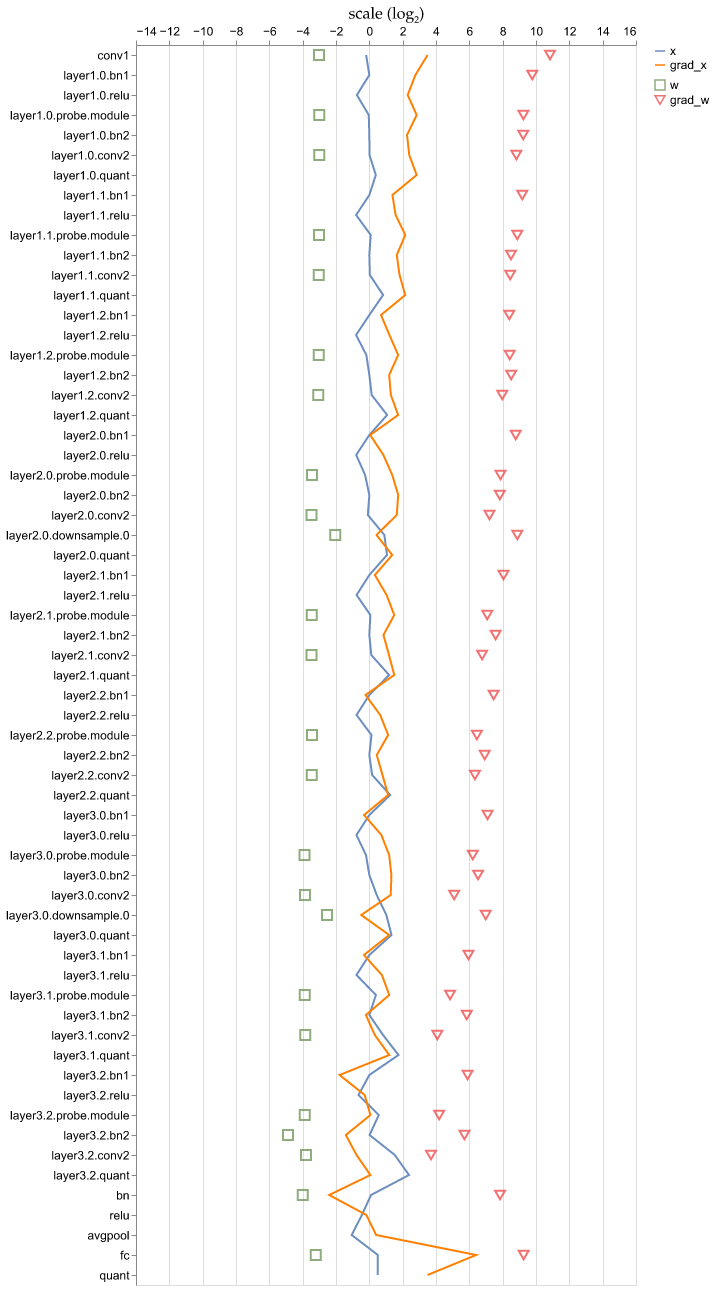 scale (log2)
−14 −12 −10 −8 −6 −4 −2 0 2 4 6 8 10 12 14 16
x
grad_x
w
grad_w
conv1
layer1.0.bn1
layer1.0.relu
layer1.0.probe.module
layer1.0.bn2
layer1.0.conv2
layer1.0.quant
layer1.1.bn1
layer1.1.relu
layer1.1.probe.module
layer1.1.bn2
layer1.1.conv2
layer1.1.quant
layer1.2.bn1
layer1.2.relu
layer1.2.probe.module
layer1.2.bn2
layer1.2.conv2
layer1.2.quant
layer2.0.bn1
layer2.0.relu
layer2.0.probe.module
layer2.0.bn2
layer2.0.conv2
layer2.0.downsample.0
layer2.0.quant
layer2.1.bn1
layer2.1.relu
layer2.1.probe.module
layer2.1.bn2
layer2.1.conv2
layer2.1.quant
layer2.2.bn1
layer2.2.relu
layer2.2.probe.module
layer2.2.bn2
layer2.2.conv2
layer2.2.quant
layer3.0.bn1
layer3.0.relu
layer3.0.probe.module
layer3.0.bn2
layer3.0.conv2
layer3.0.downsample.0
layer3.0.quant
layer3.1.bn1
layer3.1.relu
layer3.1.probe.module
layer3.1.bn2
layer3.1.conv2
layer3.1.quant
layer3.2.bn1
layer3.2.relu
layer3.2.probe.module
layer3.2.bn2
layer3.2.conv2
layer3.2.quant
bn
relu
avgpool
fc
quant